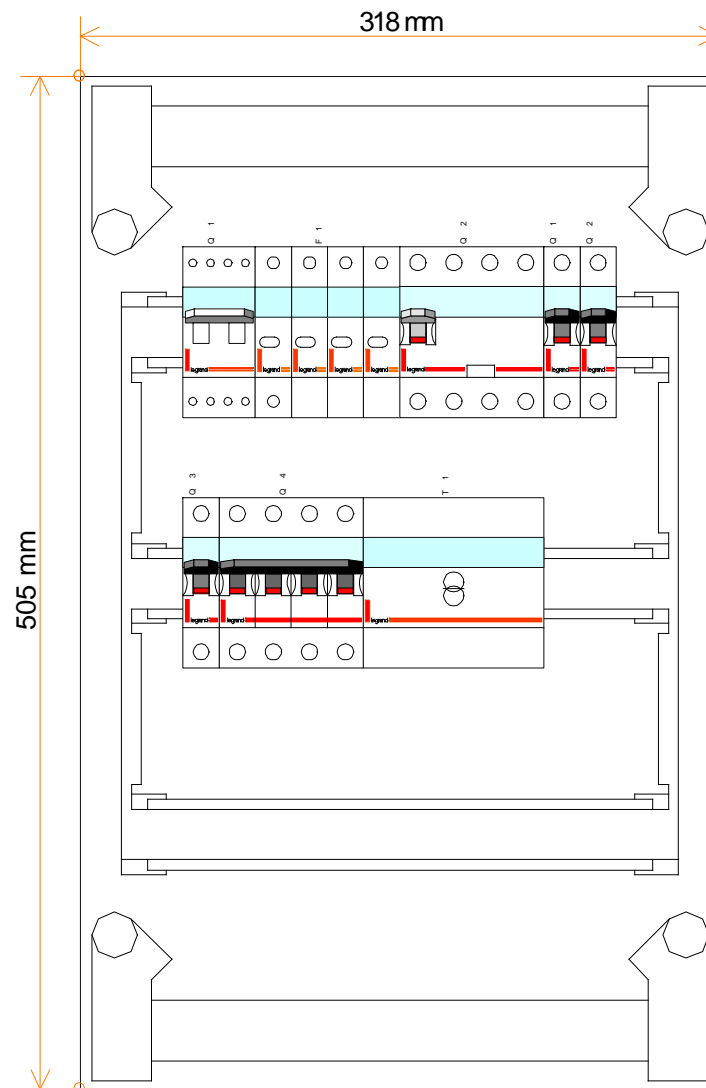 318 mm
505 mm
Q 1
F 1
Q 2
Q 1
Q 2
legrand
legrand
legrand
legrand
legrand
legrand
legrand
legrand
Q 3
Q 4
T 1
legrand
legrand
legrand